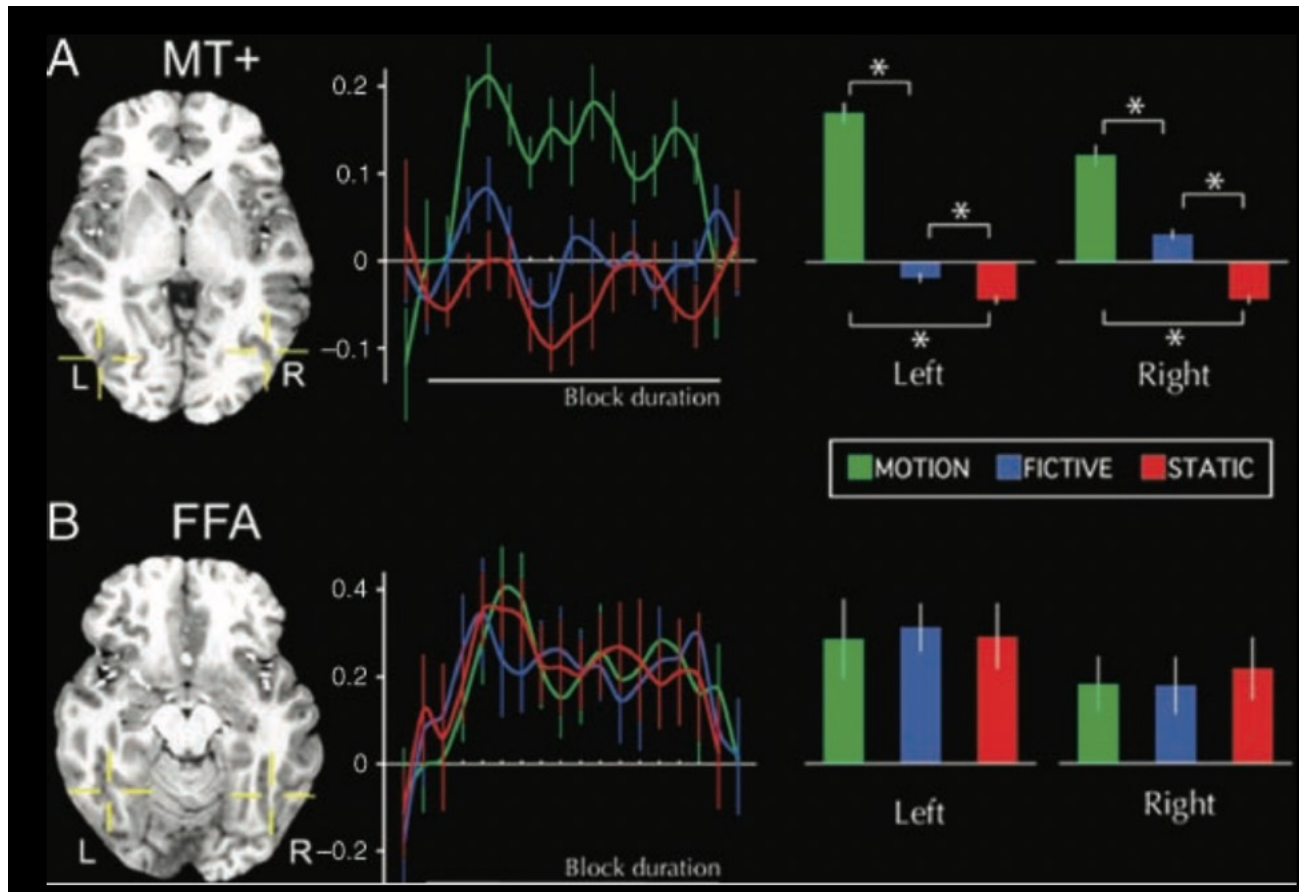 A MT+
0.2
0.1
0
–0.1
L R
Block duration
* * * * * *
Left Right
MOTION FICTIVE STATIC
B FFA
0.4
0.2
0
–0.2
L R
Block duration
Left Right